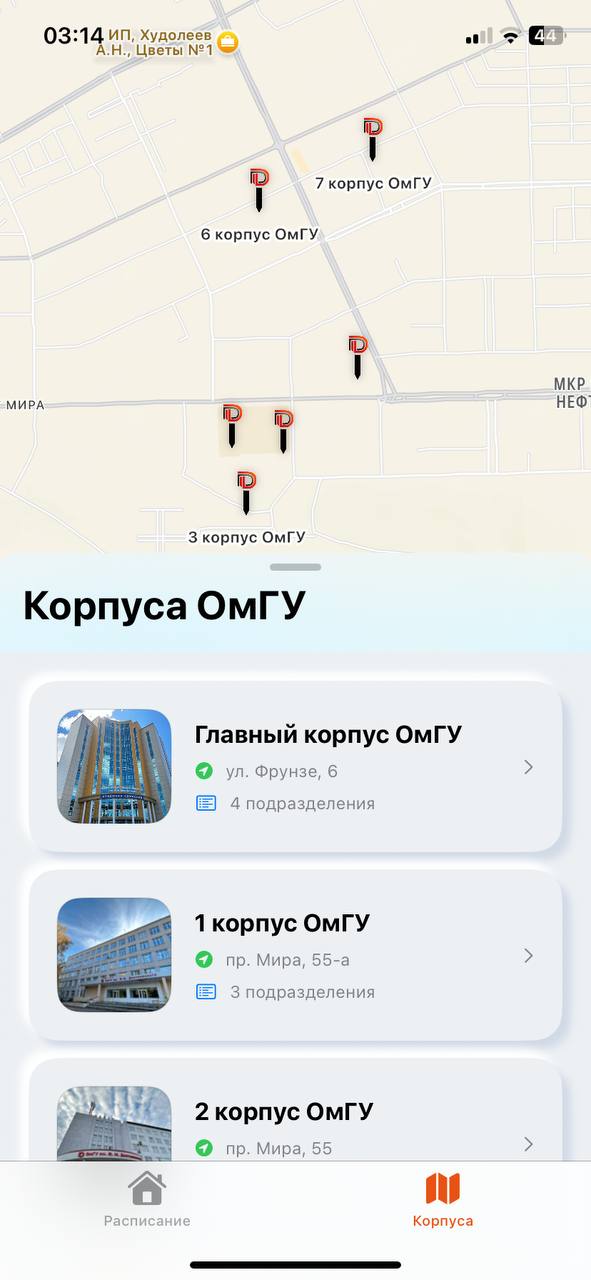 03:14
44
ИП, Худолеев
А.Н., Цветы №1
7 корпус ОмГУ
6 корпус ОмГУ
МКР
НЕФТ
МИРА
3 корпус ОмГУ
Корпуса ОмГУ
Главный корпус ОмГУ
ул. Фрунзе, 6
4 подразделения
1 корпус ОмГУ
пр. Мира, 55-а
3 подразделения
2 корпус ОмГУ
пр. Мира, 55
Расписание
Корпуса